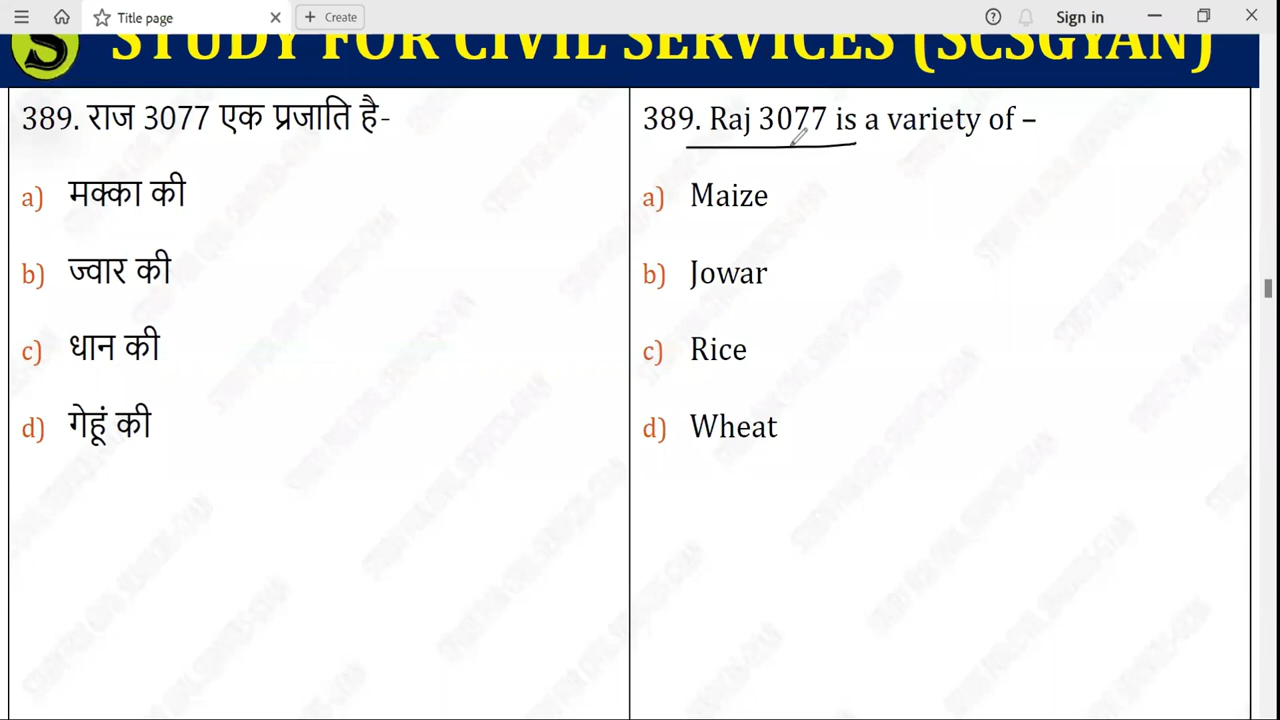 Title page
Create
Sign in
STUDY FOR CIVIL SERVICES (SCSGYAN)
389. राज 3077 एक प्रजाति है-
a) मक्का की
b) ज्वार की
c) धान की
d) गेहूं की
389. Raj 3077 is a variety of –
a) Maize
b) Jowar
c) Rice
d) Wheat